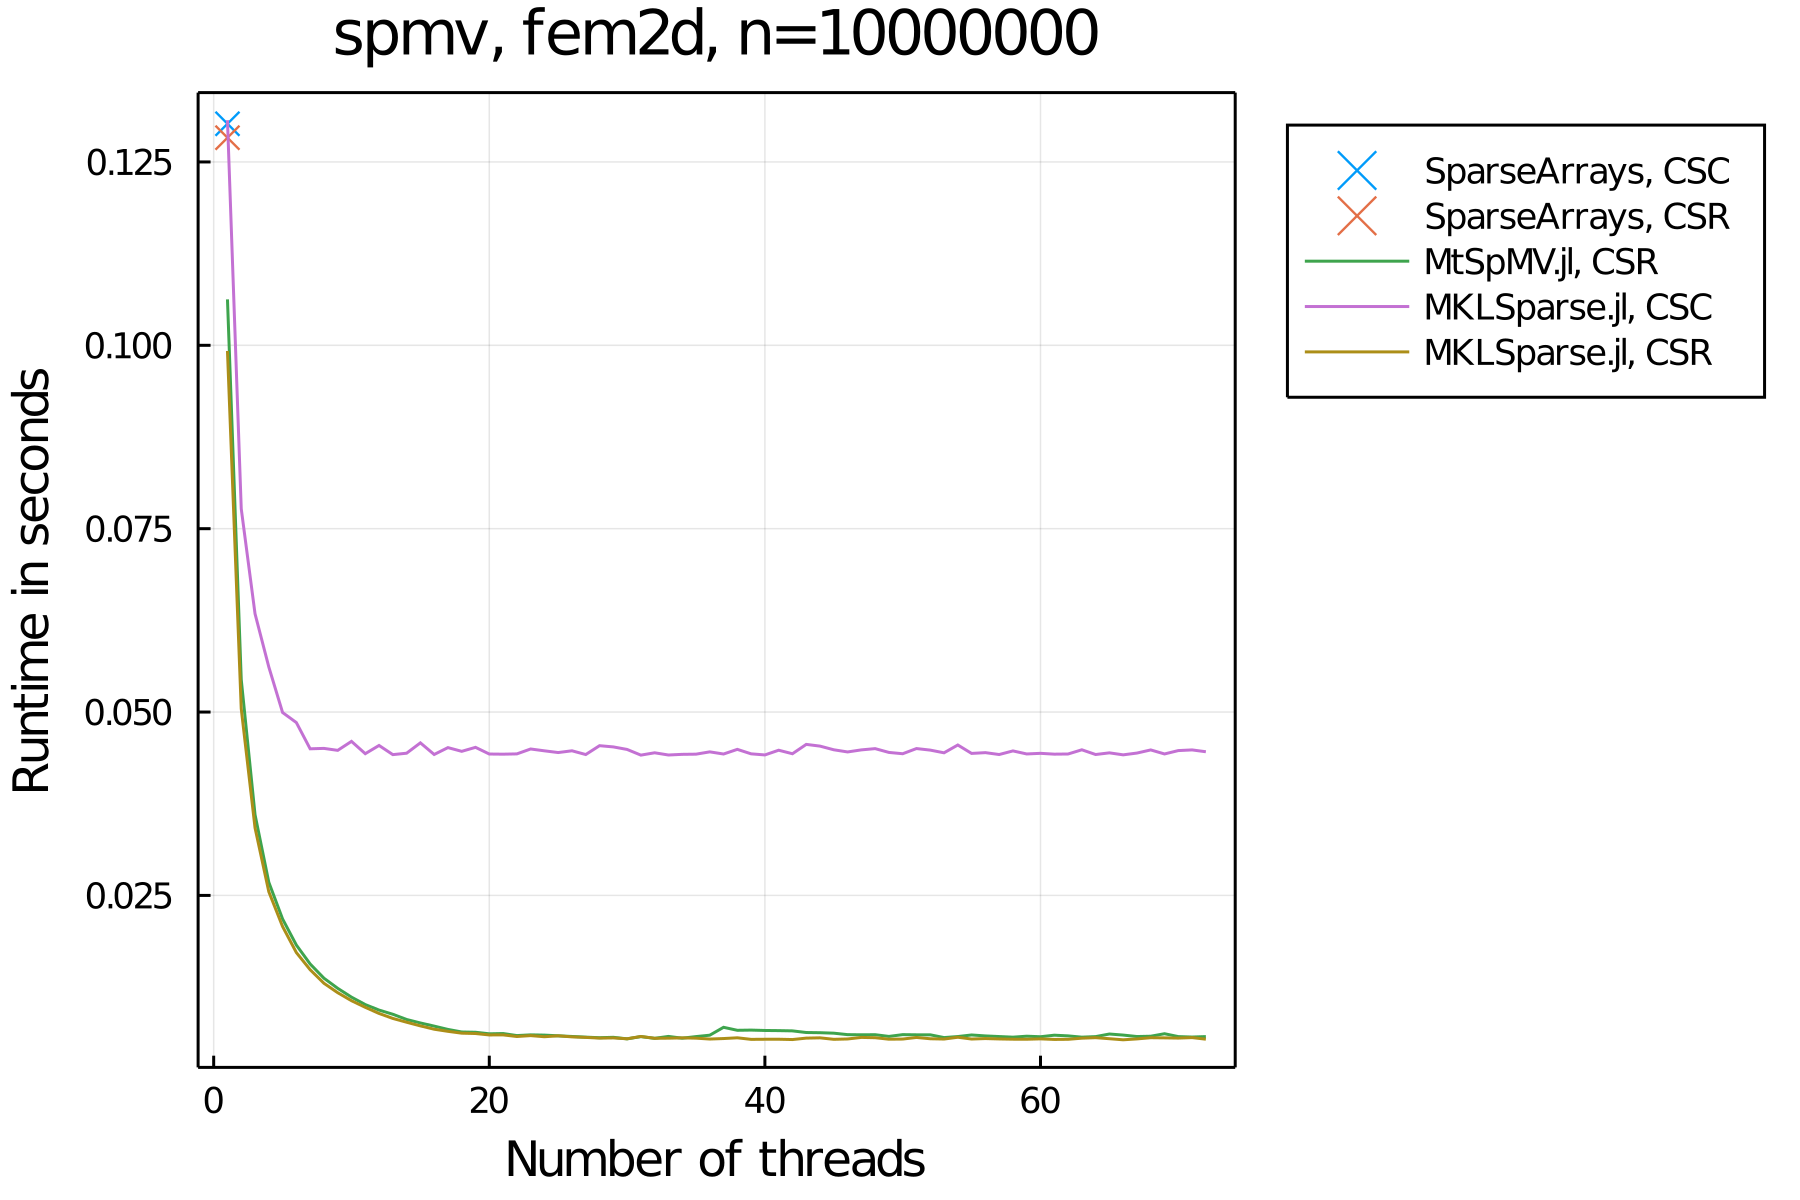 spmv, fem2d, n=10000000
Runtime in seconds
0.125
0.100
0.075
0.050
0.025
0
20
40
60
Number of threads
SparseArrays, CSC
SparseArrays, CSR
MtSpMV.jl, CSR
MKLSparse.jl, CSC
MKLSparse.jl, CSR